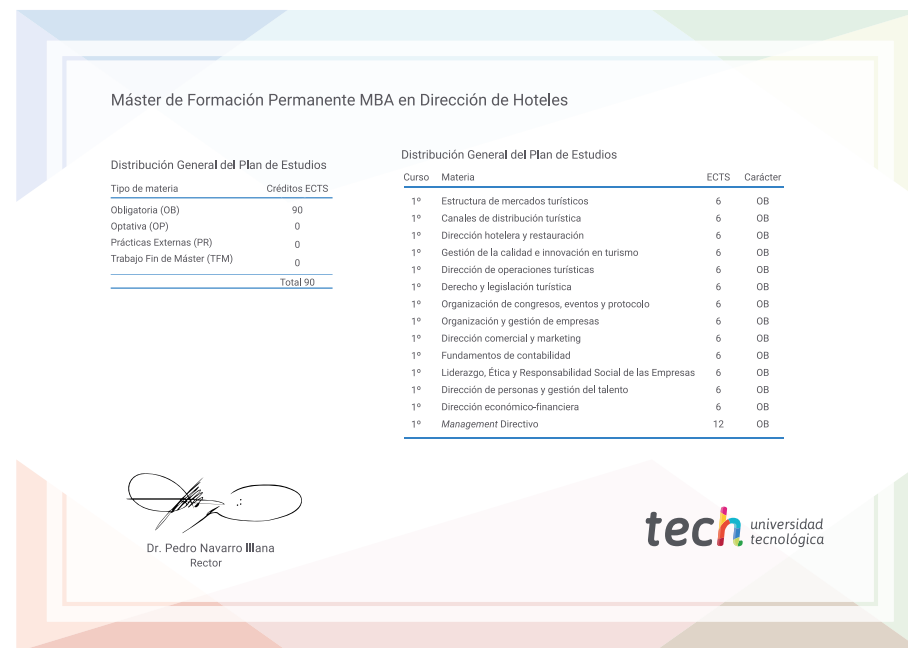 Máster de Formación Permanente MBA en Dirección de Hoteles
Distribución General del Plan de Estudios
Tipo de materia Créditos ECTS
Obligatoria (OB) 90
Optativa (OP) 0
Prácticas Externas (PR) 0
Trabajo Fin de Máster (TFM) 0
Total 90
Distribución General del Plan de Estudios
Curso Materia ECTS Carácter
1º Estructura de mercados turísticos 6 OB
1º Canales de distribución turística 6 OB
1º Dirección hotelera y restauración 6 OB
1º Gestión de la calidad e innovación en turismo 6 OB
1º Dirección de operaciones turísticas 6 OB
1º Derecho y legislación turística 6 OB
1º Organización de congresos, eventos y protocolo 6 OB
1º Organización y gestión de empresas 6 OB
1º Dirección comercial y marketing 6 OB
1º Fundamentos de contabilidad 6 OB
1º Liderazgo, Ética y Responsabilidad Social de las Empresas 6 OB
1º Dirección de personas y gestión del talento 6 OB
1º Dirección económico-financiera 6 OB
1º Management Directivo 12 OB
Dr. Pedro Navarro Illana
Rector
tech universidad
tecnológica